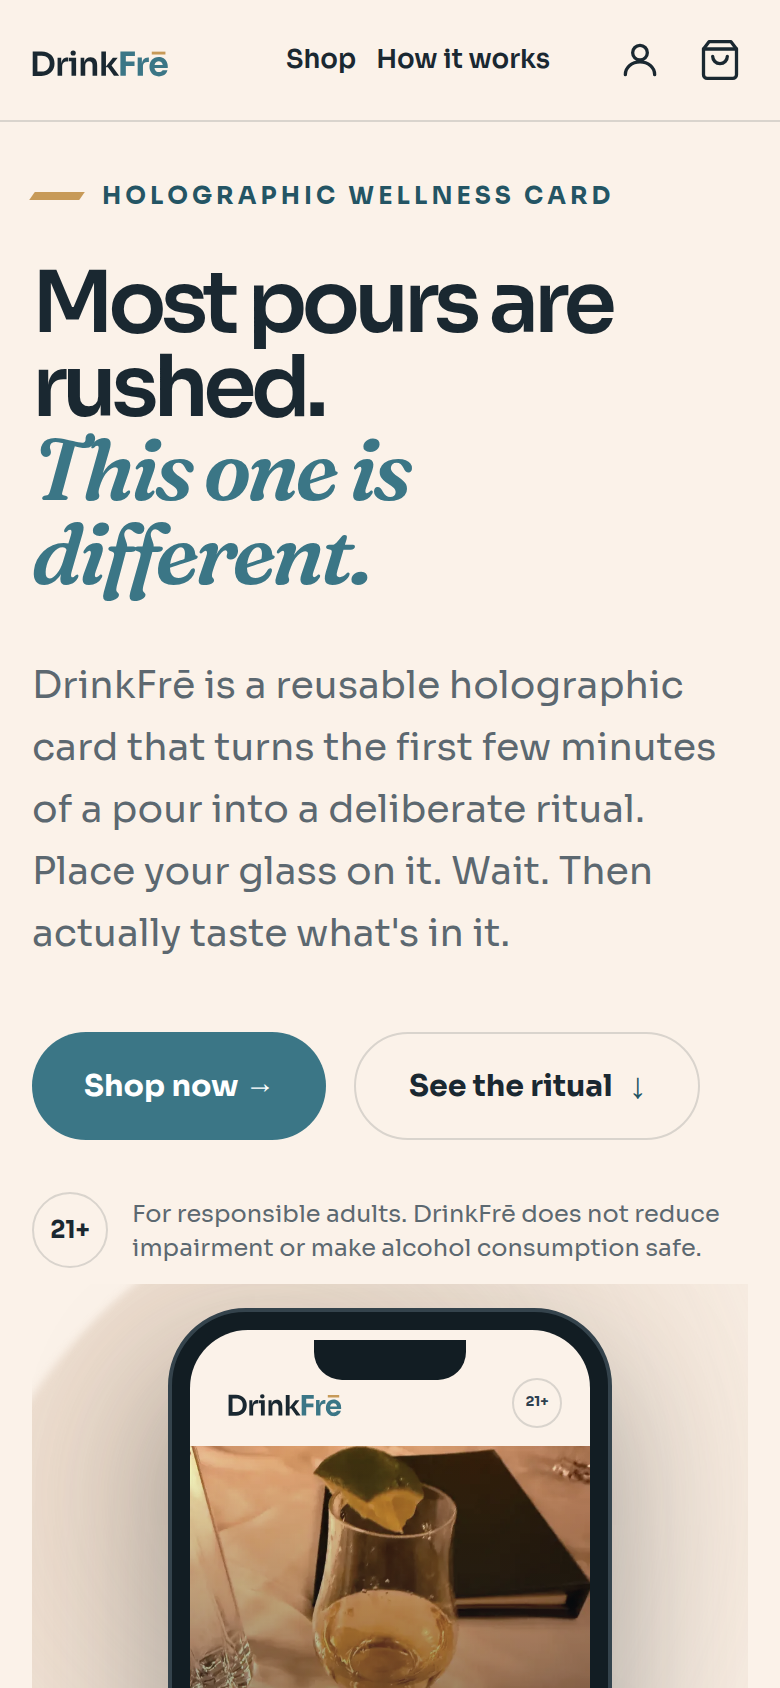 DrinkFrē
Shop How it works
HOLOGRAPHIC WELLNESS CARD
Most pours are
rushed.
This one is
different.
DrinkFrē is a reusable holographic
card that turns the first few minutes
of a pour into a deliberate ritual.
Place your glass on it. Wait. Then
actually taste what's in it.
Shop now →
See the ritual ↓
21+
For responsible adults. DrinkFrē does not reduce
impairment or make alcohol consumption safe.
DrinkFrē
21+